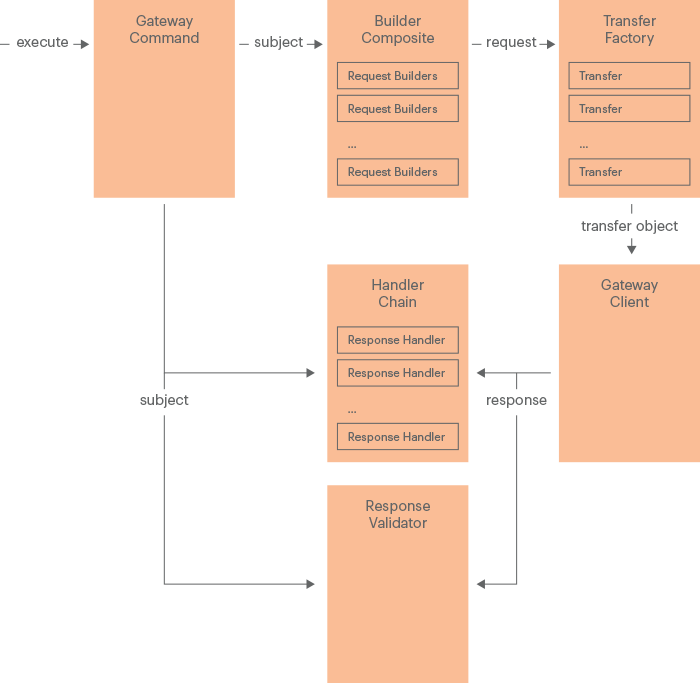 execute
Gateway
Command
subject
Builder
Composite
Request Builders
Request Builders
...
Request Builders
request
Transfer
Factory
Transfer
Transfer
...
Transfer
transfer object
Handler
Chain
Response Handler
Response Handler
...
Response Handler
Gateway
Client
subject
response
Response
Validator